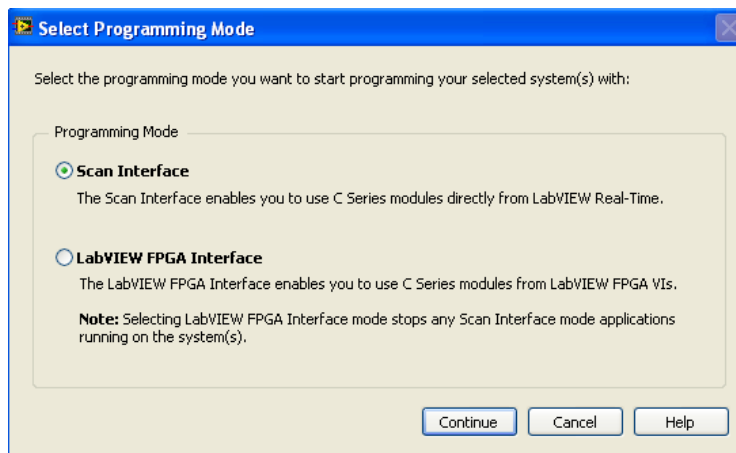 Select Programming Mode
Select the programming mode you want to start programming your selected system(s) with:
Programming Mode
Scan Interface
The Scan Interface enables you to use C Series modules directly from LabVIEW Real-Time.
LabVIEW FPGA Interface
The LabVIEW FPGA Interface enables you to use C Series modules from LabVIEW FPGA VIs.
Note: Selecting LabVIEW FPGA Interface mode stops any Scan Interface mode applications
running on the system(s).
Continue Cancel Help